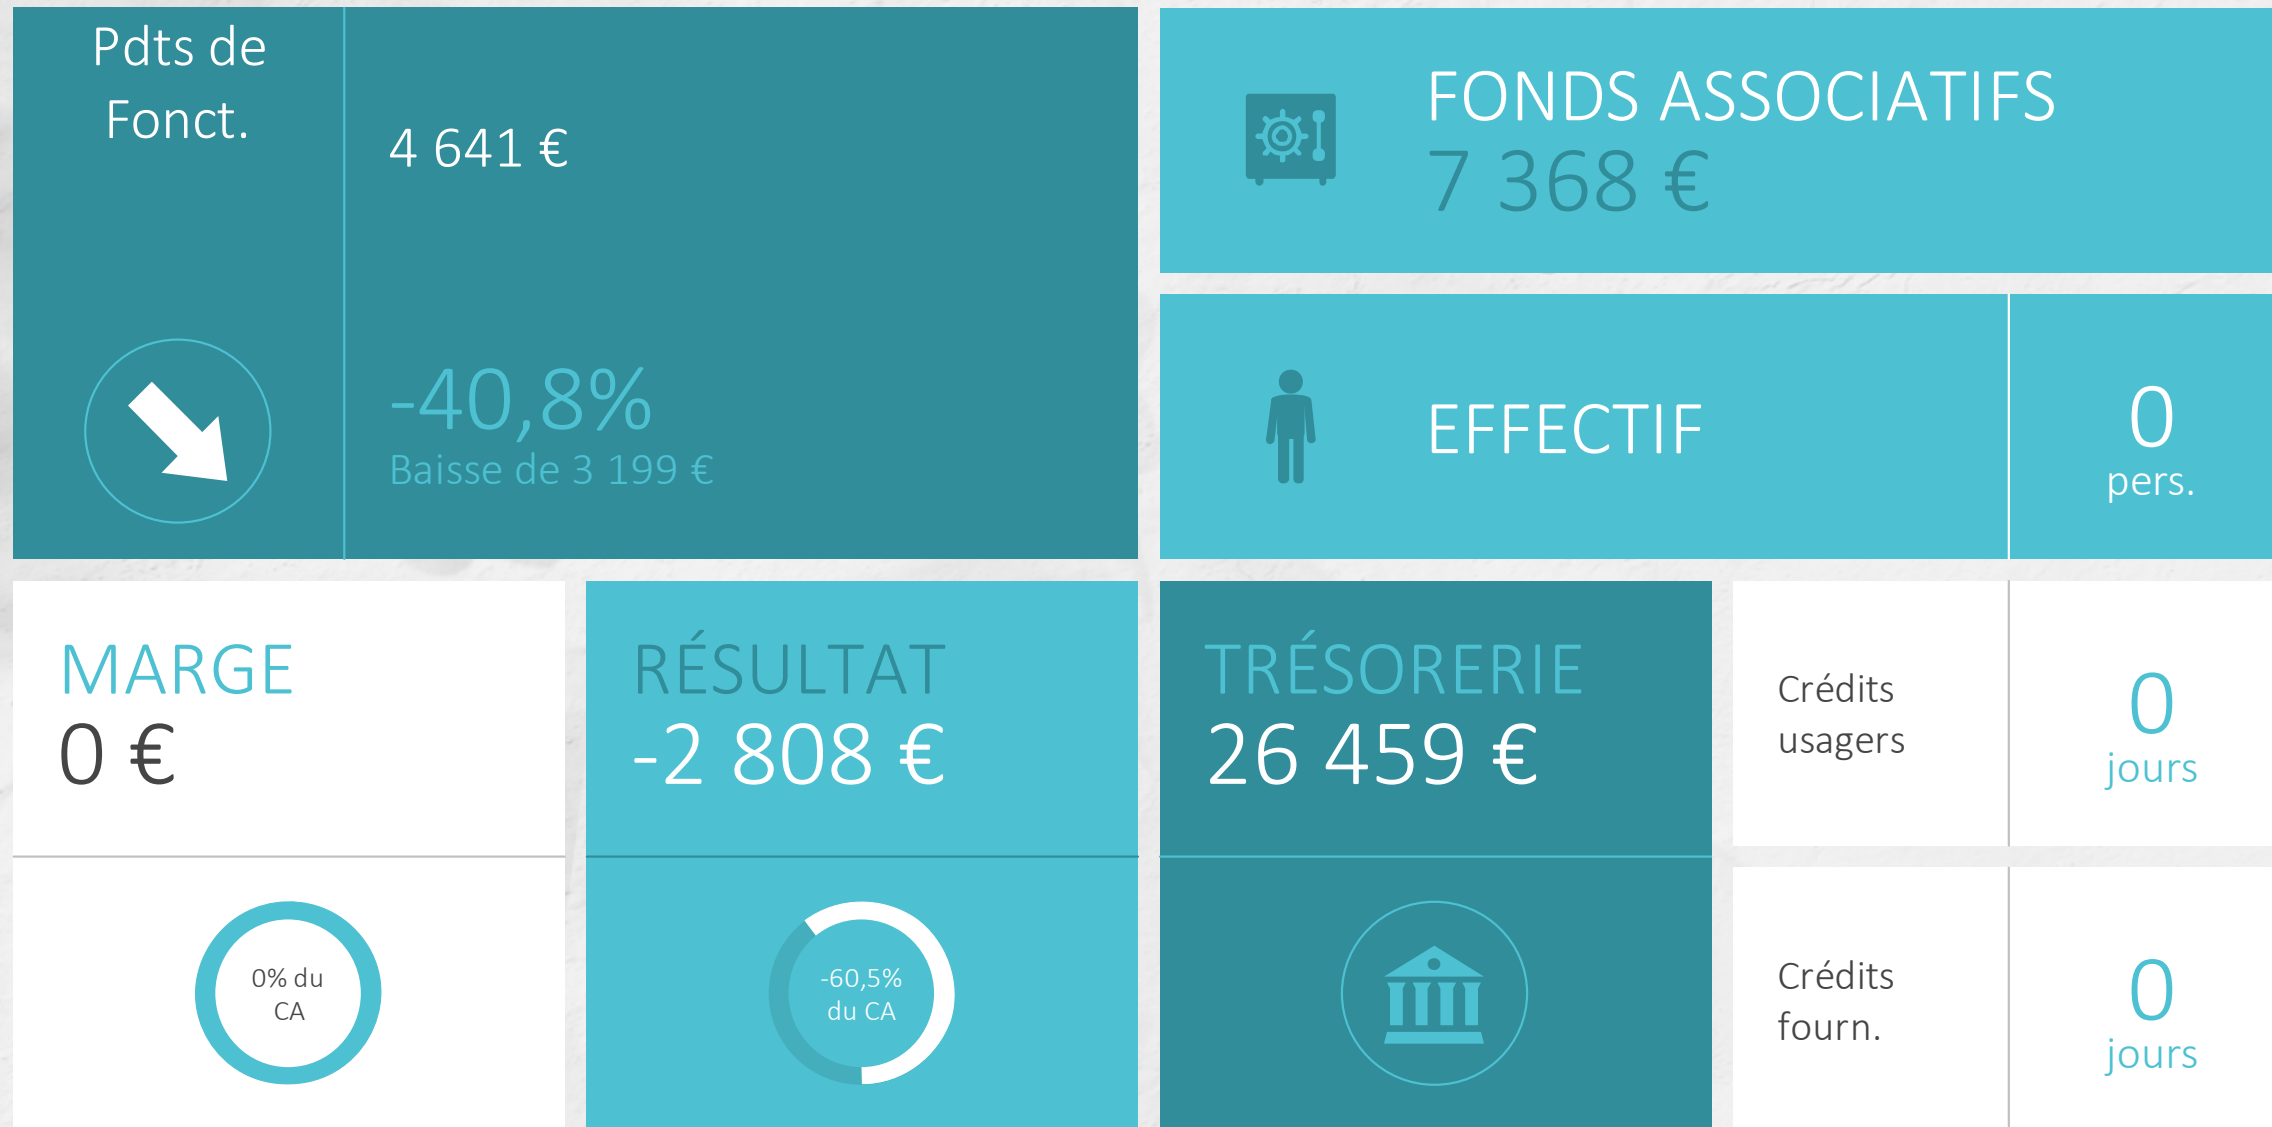 Pdts de
Fonct.
4 641 €
-40,8%
Baisse de 3 199 €
FONDS ASSOCIATIFS
7 368 €
EFFECTIF
0
pers.
MARGE
0 €
0% du
CA
RÉSULTAT
-2 808 €
-60,5%
du CA
TRÉSORERIE
26 459 €
Crédits
usagers
0
jours
Crédits
fourn.
0
jours